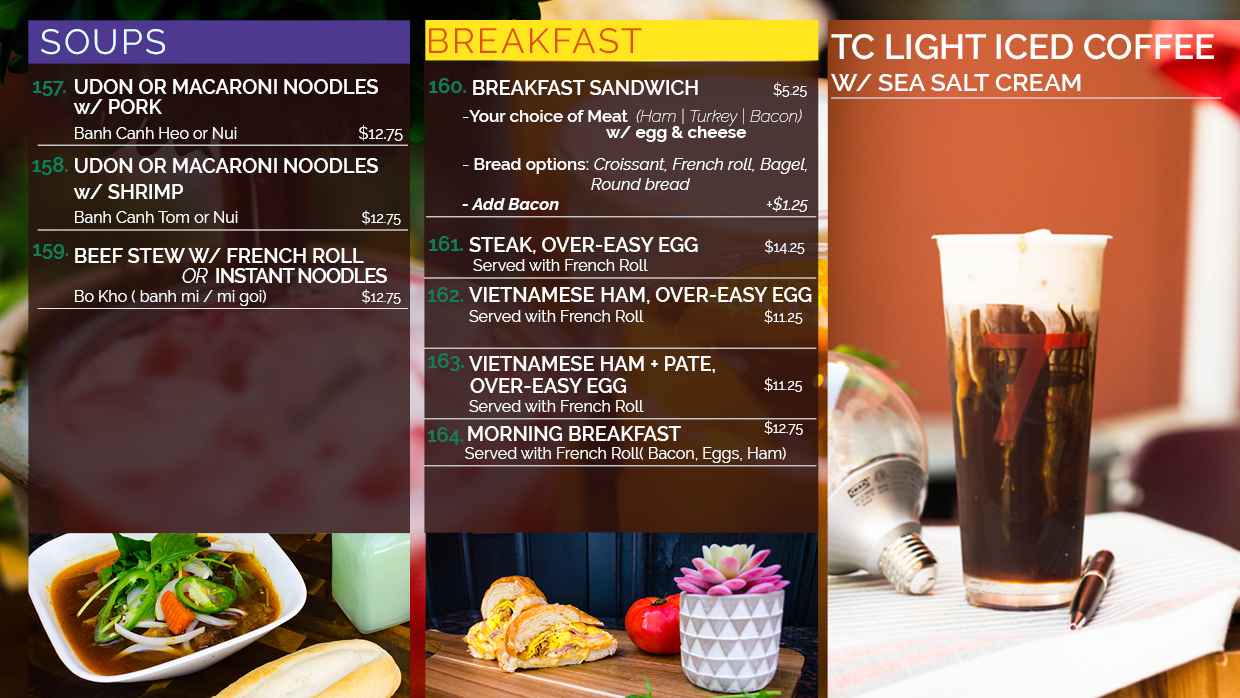 SOUPS
157. UDON OR MACARONI NOODLES
w/ PORK
Banh Canh Heo or Nui $12.75
158. UDON OR MACARONI NOODLES
w/ SHRIMP
Banh Canh Tom or Nui $12.75
159. BEEF STEW W/ FRENCH ROLL
OR INSTANT NOODLES
Bo Kho ( banh mi / mi goi) $12.75
BREAKFAST
160. BREAKFAST SANDWICH $5.25
-Your choice of Meat (Ham | Turkey | Bacon)
w/ egg & cheese
- Bread options: Croissant, French roll, Bagel,
Round bread
- Add Bacon +$1.25
161. STEAK, OVER-EASY EGG $14.25
Served with French Roll
162. VIETNAMESE HAM, OVER-EASY EGG
Served with French Roll $11.25
163. VIETNAMESE HAM + PATE,
OVER-EASY EGG $11.25
Served with French Roll
164. MORNING BREAKFAST $12.75
Served with French Roll( Bacon, Eggs, Ham)
TC LIGHT ICED COFFEE
W/ SEA SALT CREAM
7
IKEA